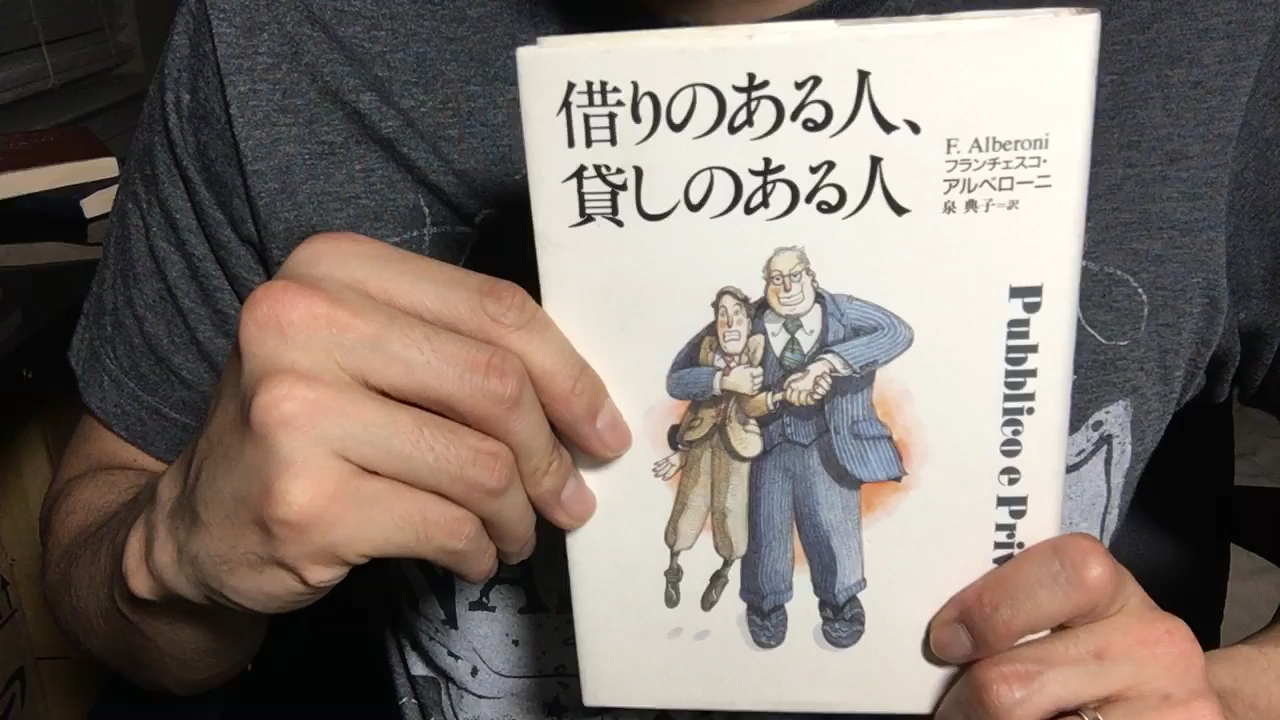 借りのある人、
貸しのある人
F. Alberoni
フランチェスコ・
アルベローニ
泉 典子=訳
Pubblico e